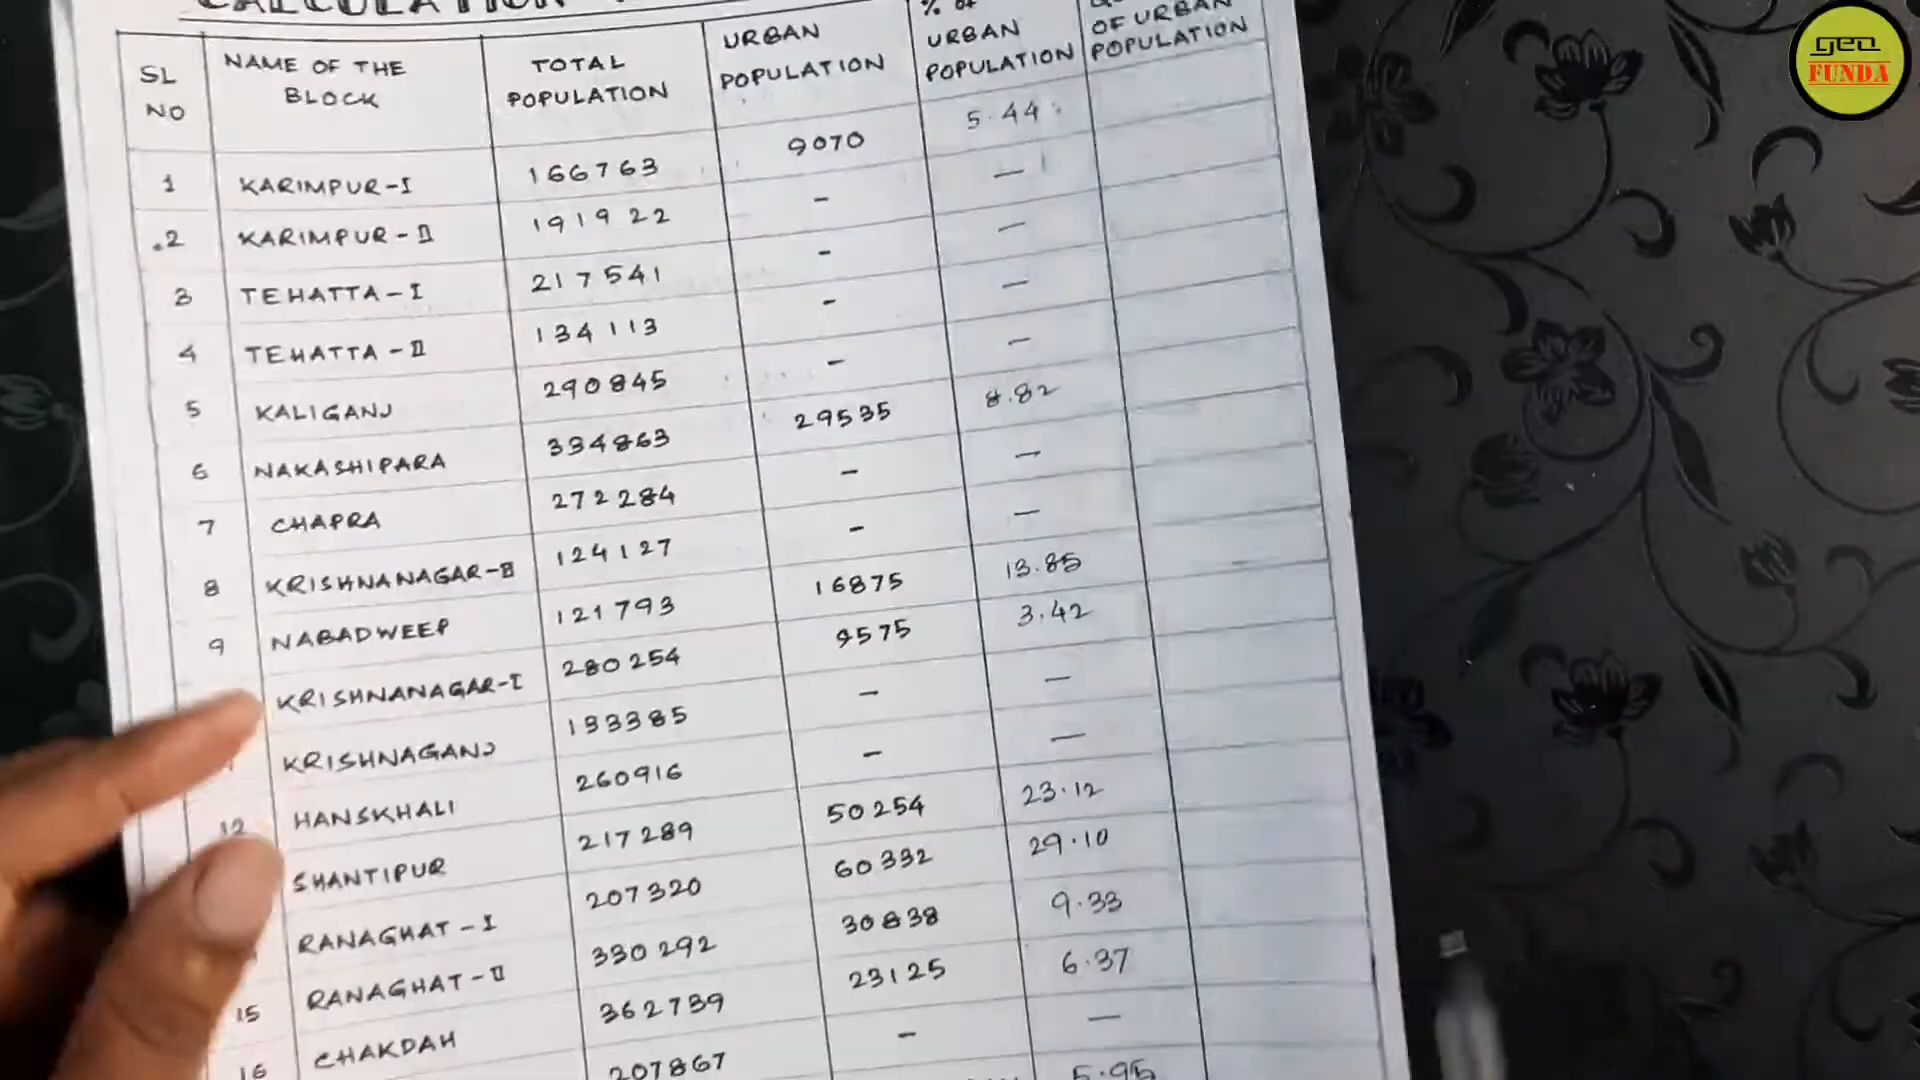 CALCULATION
SL NO
NAME OF THE BLOCK
TOTAL POPULATION
URBAN POPULATION
% OF URBAN POPULATION
OF URBAN POPULATION
1 KARIMPUR-I 166763 9070 5.44
.2 KARIMPUR-II 191922 - —
3 TEHATTA-I 217541 - —
4 TEHATTA-II 134113 - —
5 KALIGANJ 290845 - —
6 NAKASHIPARA 334863 29535 8.82
7 CHAPRA 272284 - —
8 KRISHNANAGAR-II 124127 - —
9 NABADWEEP 121793 16875 13.85
KRISHNANAGAR-I 280254 9575 3.42
KRISHNAGANJ 133385 - —
12 HANSKHALI 260916 - —
SHANTIPUR 217289 50254 23.12
RANAGHAT-I 207320 60332 29.10
15 RANAGHAT-II 330292 30838 9.33
16 CHAKDAH 362739 23125 6.37
207867 - —
5.95
geo
FUNDA